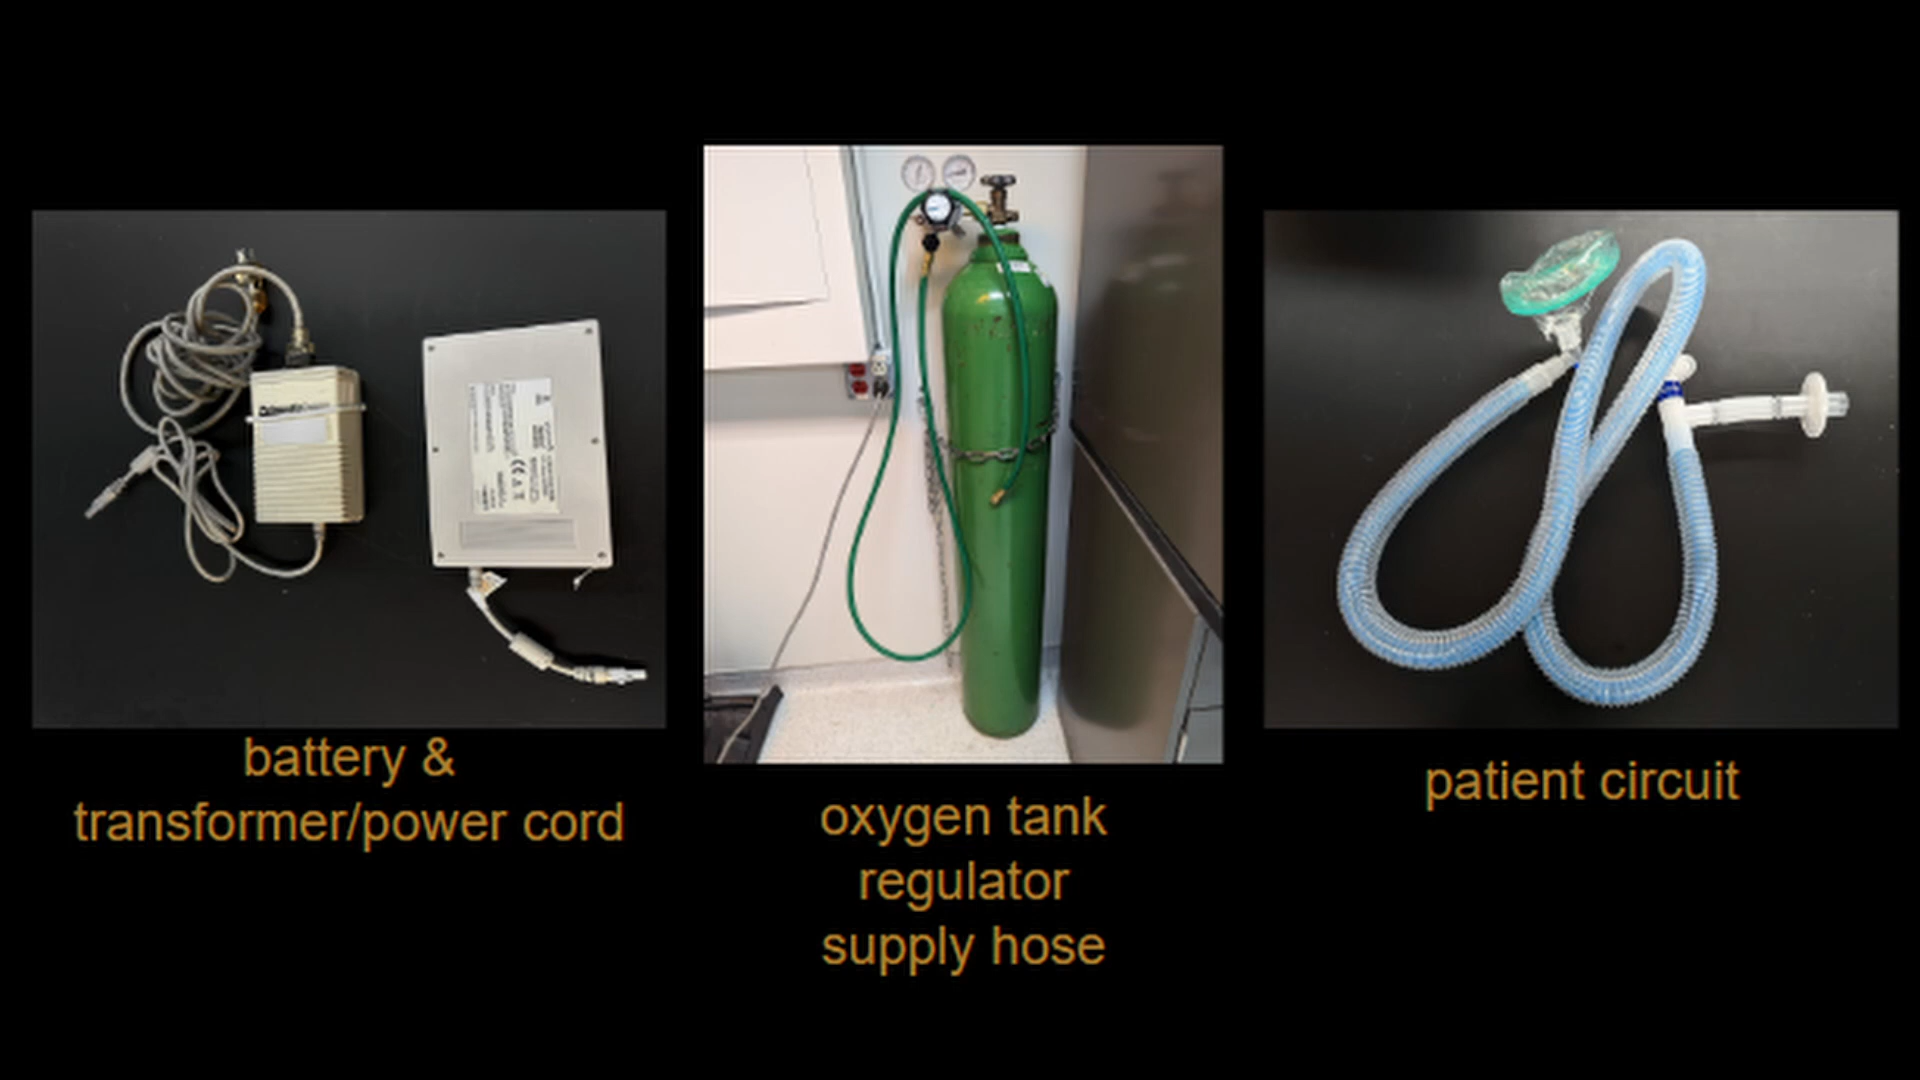 battery &
transformer/power cord
oxygen tank
regulator
supply hose
patient circuit